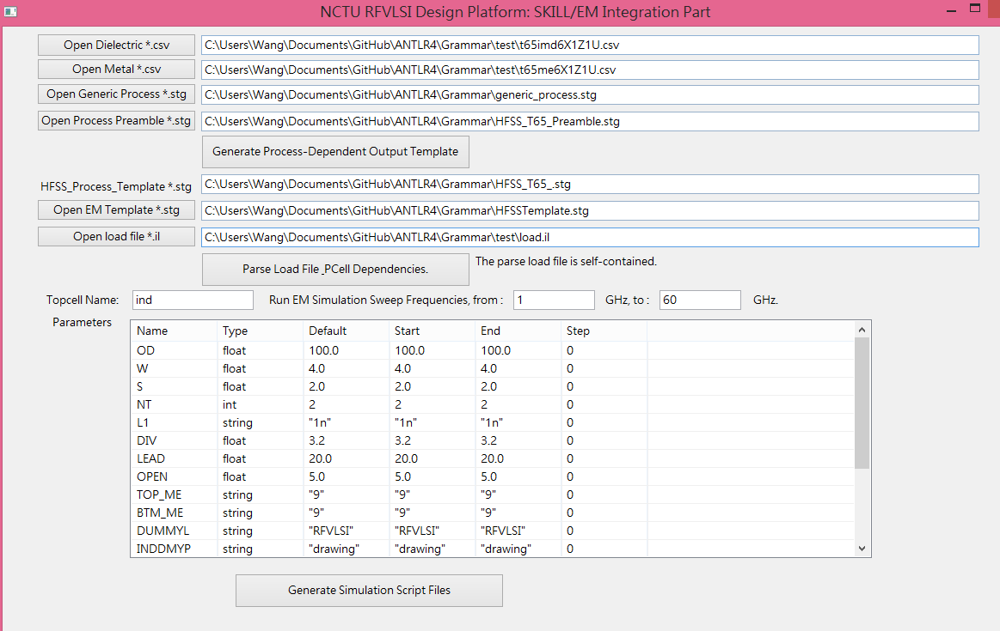 NCTU RFVLSI Design Platform: SKILL/EM Integration Part
Open Dielectric *.csv C:\Users\Wang\Documents\GitHub\ANTLR4\Grammar\test\t65imd6X1Z1U.csv
Open Metal *.csv C:\Users\Wang\Documents\GitHub\ANTLR4\Grammar\test\t65me6X1Z1U.csv
Open Generic Process *.stg C:\Users\Wang\Documents\GitHub\ANTLR4\Grammar\generic_process.stg
Open Process Preamble *.stg C:\Users\Wang\Documents\GitHub\ANTLR4\Grammar\HFSS_T65_Preamble.stg
Generate Process-Dependent Output Template
HFSS_Process_Template *.stg C:\Users\Wang\Documents\GitHub\ANTLR4\Grammar\HFSS_T65_.stg
Open EM Template *.stg C:\Users\Wang\Documents\GitHub\ANTLR4\Grammar\HFSSTemplate.stg
Open load file *.il C:\Users\Wang\Documents\GitHub\ANTLR4\Grammar\test\load.il
Parse Load File _PCell Dependencies. The parse load file is self-contained.
Topcell Name: ind Run EM Simulation Sweep Frequencies, from : 1 GHz, to : 60 GHz.
Parameters
Name Type Default Start End Step
OD float 100.0 100.0 100.0 0
W float 4.0 4.0 4.0 0
S float 2.0 2.0 2.0 0
NT int 2 2 2 0
L1 string "1n" "1n" "1n" 0
DIV float 3.2 3.2 3.2 0
LEAD float 20.0 20.0 20.0 0
OPEN float 5.0 5.0 5.0 0
TOP_ME string "9" "9" "9" 0
BTM_ME string "9" "9" "9" 0
DUMMYL string "RFVLSI" "RFVLSI" "RFVLSI" 0
INDDMYP string "drawing" "drawing" "drawing" 0
Generate Simulation Script Files